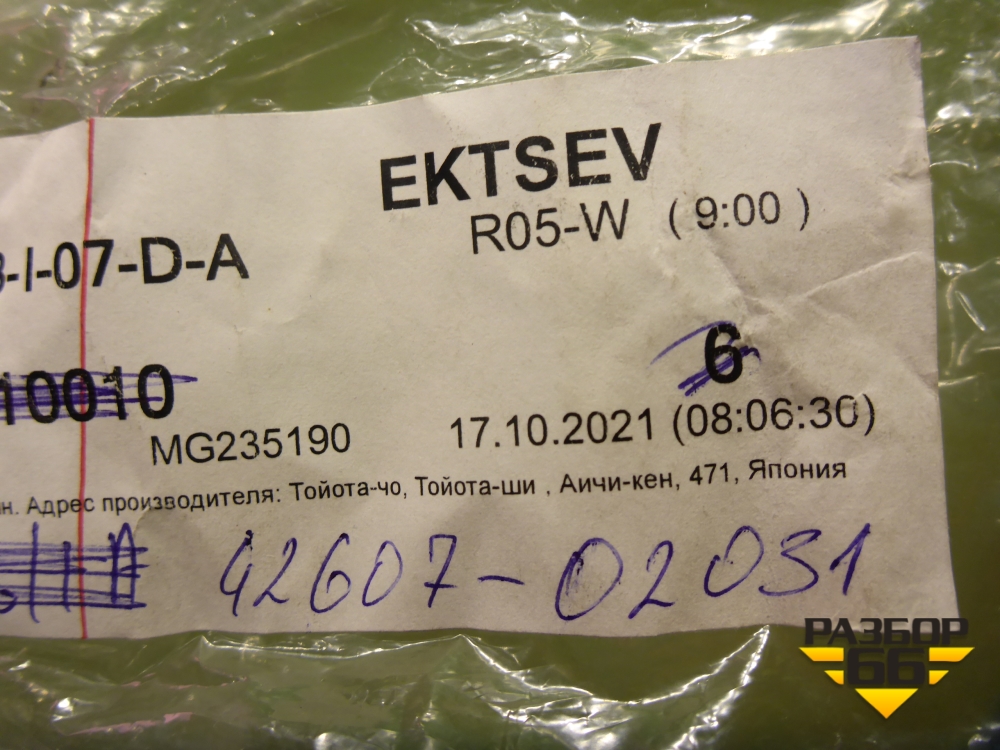 EKTSEV
R05-W ( 9:00 )
3-I-07-D-A
6
10010
MG235190 17.10.2021 (08:06:30)
н. Адрес производителя: Тойота-чо, Тойота-ши , Аичи-кен, 471, Япония
42607-02031
РАЗБОР
66